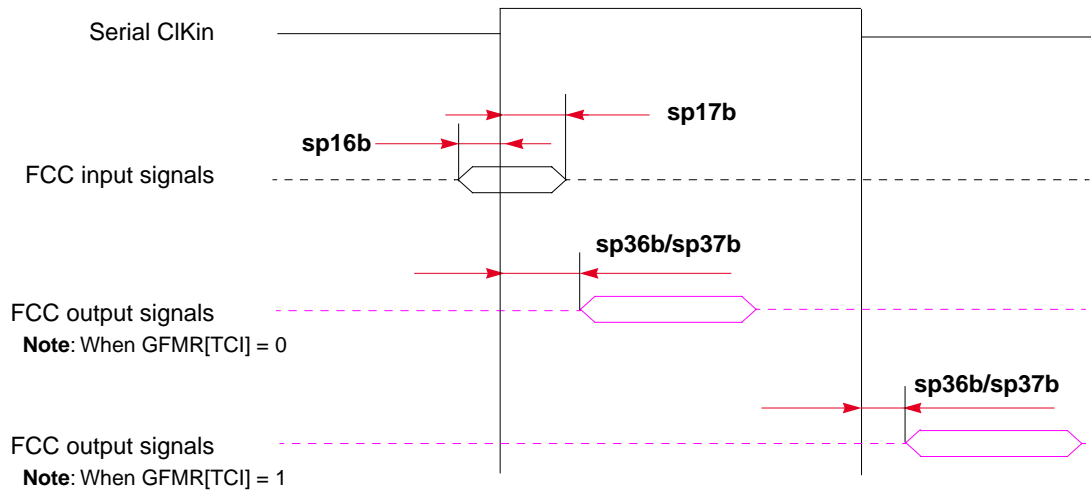 Serial ClKin
sp17b
sp16b
FCC input signals
sp36b/sp37b
FCC output signals
Note: When GFMR[TCI] = 0
sp36b/sp37b
FCC output signals
Note: When GFMR[TCI] = 1